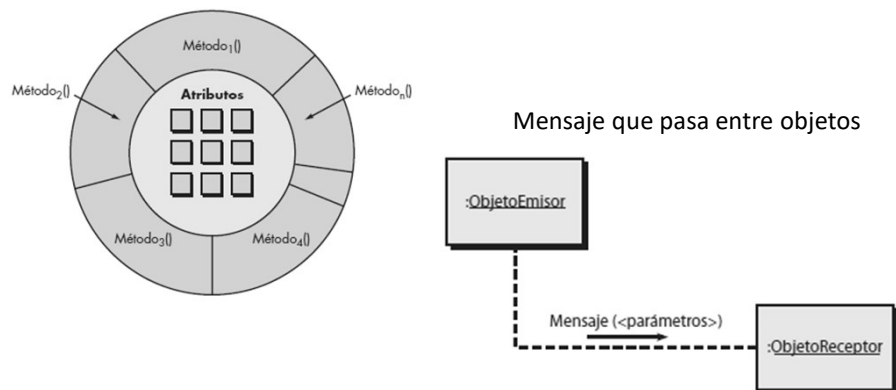 Método₁()
Método₂()
Atributos
Métodoₙ()
Método₃()
Método₄()
Mensaje que pasa entre objetos
:ObjetoEmisor
Mensaje (<parámetros>)
:ObjetoReceptor